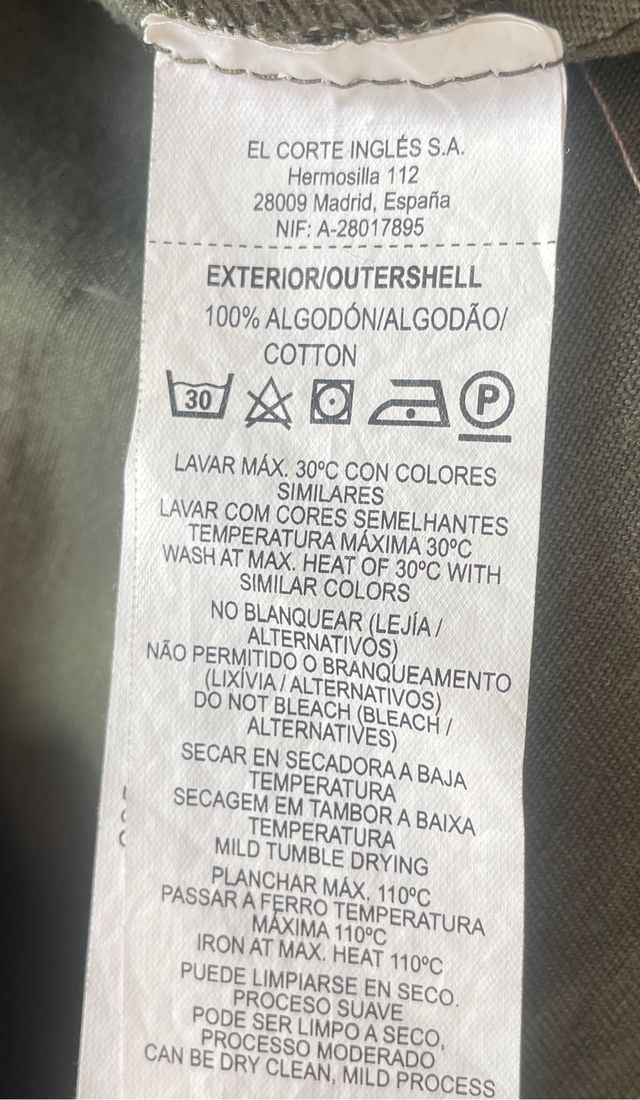 EL CORTE INGLÉS S.A.
Hermosilla 112
28009 Madrid, España
NIF: A-28017895
EXTERIOR/OUTERSHELL
100% ALGODÓN/ALGODÃO/
COTTON
30 P
LAVAR MÁX. 30ºC CON COLORES
SIMILARES
LAVAR COM CORES SEMELHANTES
TEMPERATURA MÁXIMA 30ºC
WASH AT MAX. HEAT OF 30ºC WITH
SIMILAR COLORS
NO BLANQUEAR (LEJÍA /
ALTERNATIVOS)
NÃO PERMITIDO O BRANQUEAMENTO
(LIXÍVIA / ALTERNATIVOS)
DO NOT BLEACH (BLEACH /
ALTERNATIVES)
SECAR EN SECADORA A BAJA
TEMPERATURA
SECAGEM EM TAMBOR A BAIXA
TEMPERATURA
MILD TUMBLE DRYING
PLANCHAR MÁX. 110ºC
PASSAR A FERRO TEMPERATURA
MÁXIMA 110ºC
IRON AT MAX. HEAT 110ºC
PUEDE LIMPIARSE EN SECO.
PROCESO SUAVE
PODE SER LIMPO A SECO,
PROCESSO MODERADO
CAN BE DRY CLEAN, MILD PROCESS